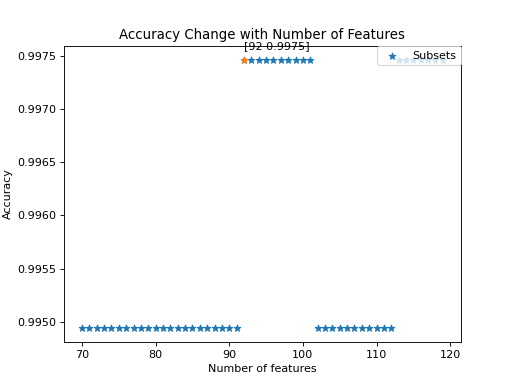 Accuracy Change with Number of Features
[92 0.9975]
Subsets
0.9975
0.9970
0.9965
0.9960
0.9955
0.9950
Accuracy
70 80 90 100 110 120
Number of features